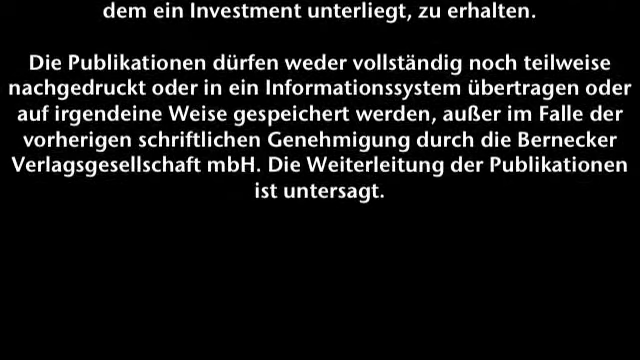 dem ein Investment unterliegt, zu erhalten.
Die Publikationen dürfen weder vollständig noch teilweise
nachgedruckt oder in ein Informationssystem übertragen oder
auf irgendeine Weise gespeichert werden, außer im Falle der
vorherigen schriftlichen Genehmigung durch die Bernecker
Verlagsgesellschaft mbH. Die Weiterleitung der Publikationen
ist untersagt.